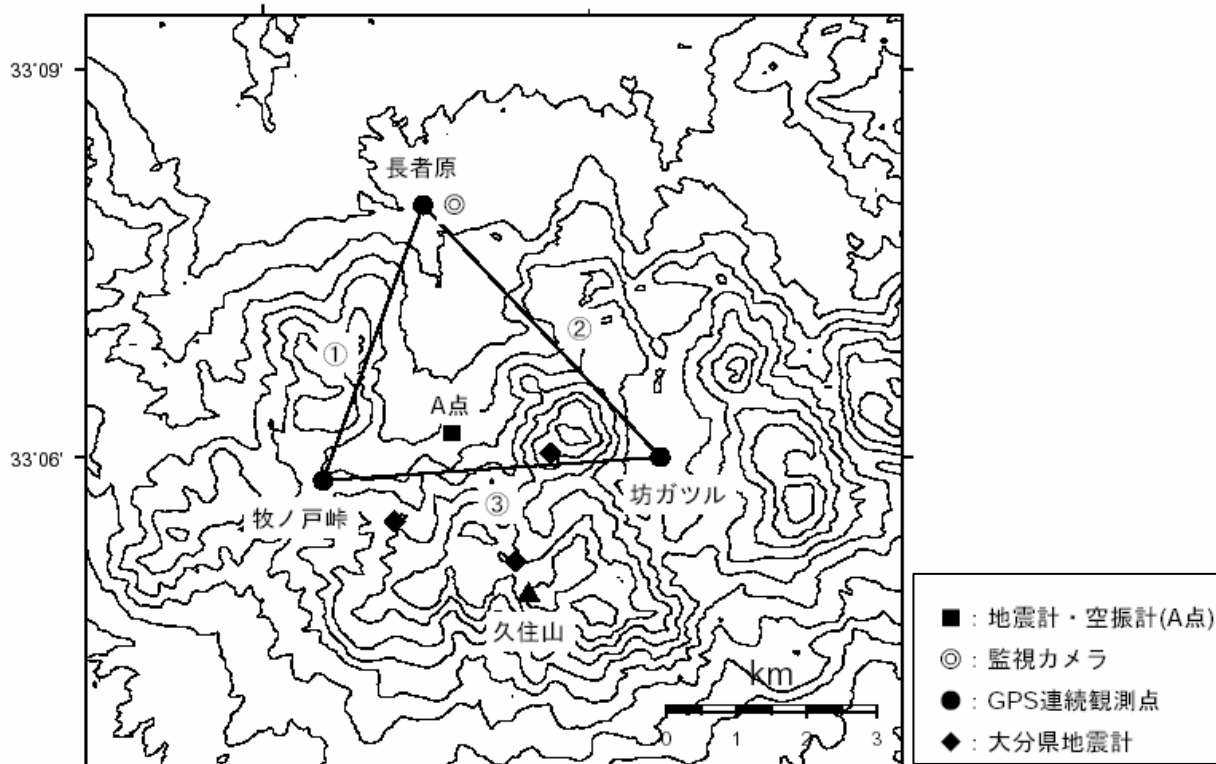 33°09'
長者原
②
①
A点
33°06'
③
坊ガツル
牧ノ戸峠
久住山
km
0 1 2 3
■：地震計・空振計(A点)
◎：監視カメラ
●：GPS連続観測点
◆：大分県地震計